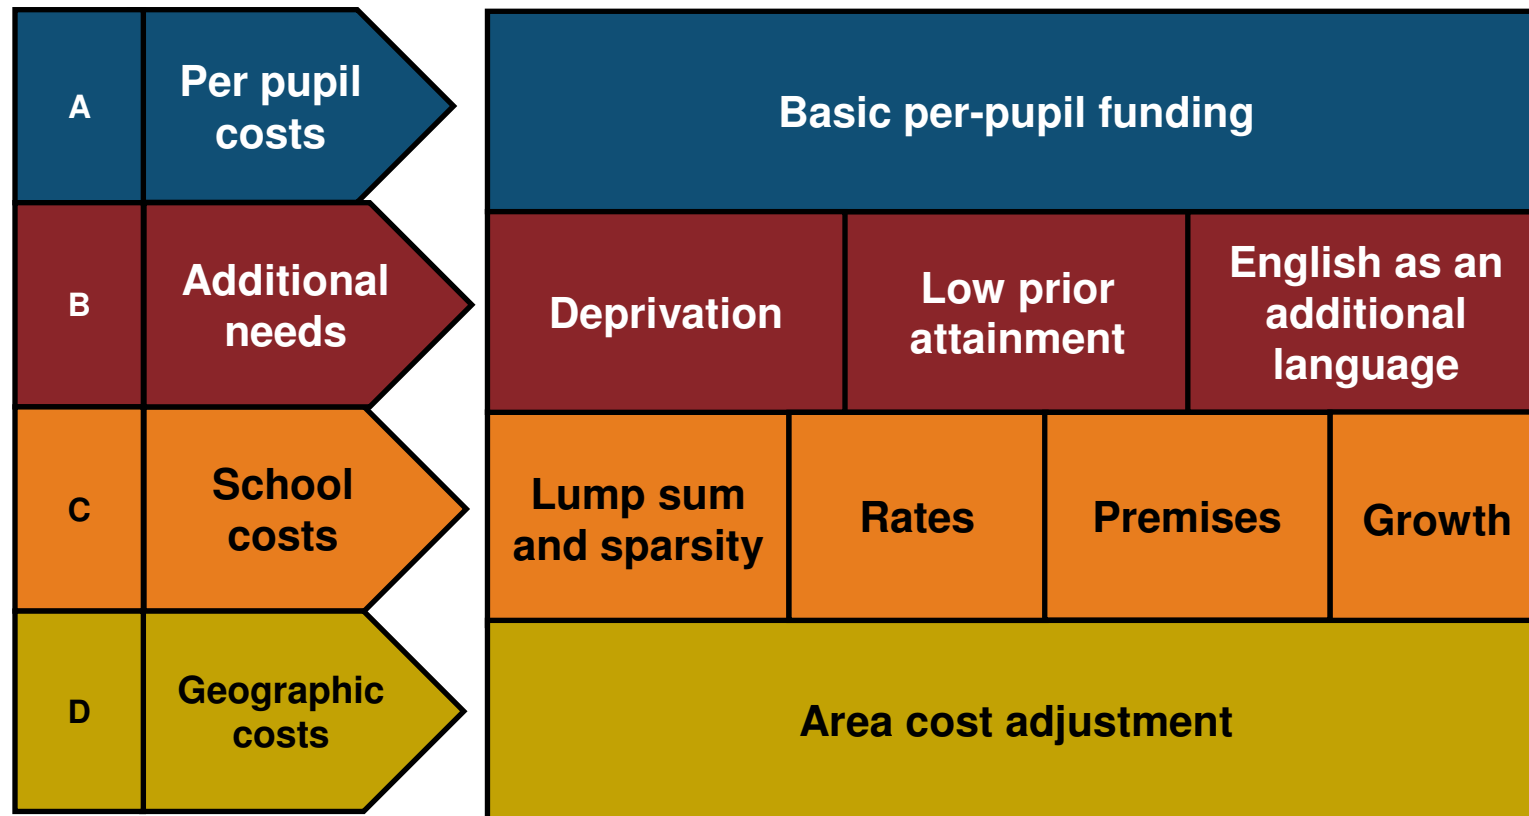 A
Per pupil
costs
Basic per-pupil funding
B
Additional
needs
Deprivation
Low prior
attainment
English as an
additional
language
C
School
costs
Lump sum
and sparsity
Rates
Premises
Growth
D
Geographic
costs
Area cost adjustment